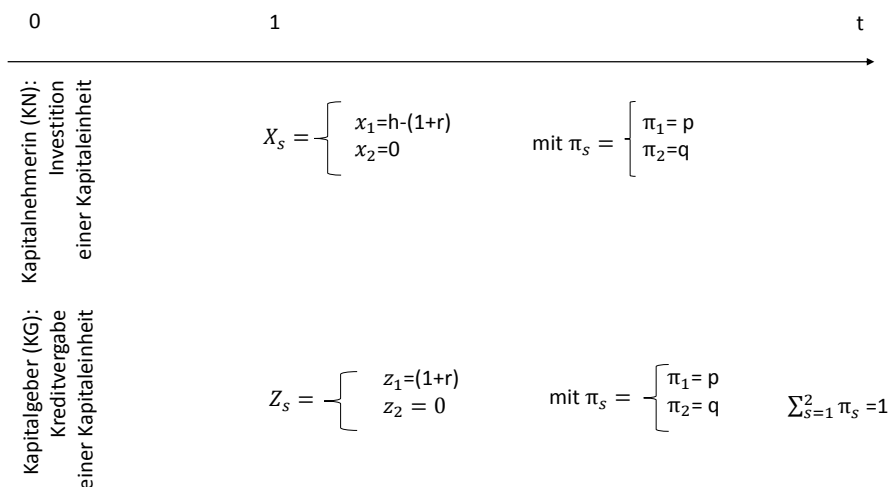 0 1 t
Kapitalnehmerin (KN):
Investition
einer Kapitaleinheit
X_s = { x_1=h-(1+r)
x_2=0
mit π_s = { π_1= p
π_2=q
Kapitalgeber (KG):
Kreditvergabe
einer Kapitaleinheit
Z_s = { z_1=(1+r)
z_2 = 0
mit π_s = { π_1= p
π_2= q
∑_{s=1}^{2} π_s =1